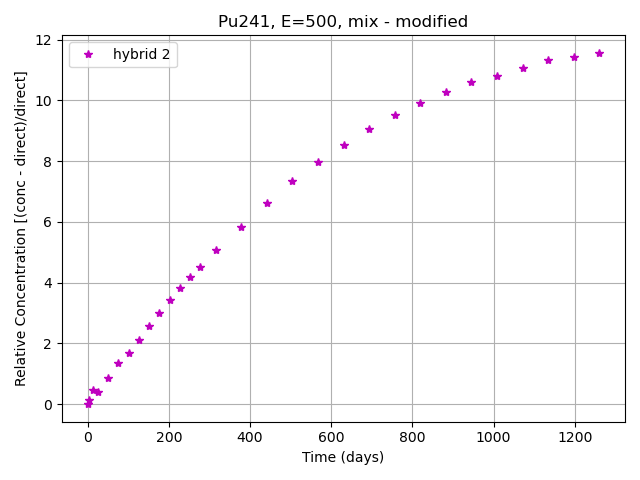 Pu241, E=500, mix - modified
hybrid 2
Relative Concentration [(conc - direct)/direct]
12
10
8
6
4
2
0
0 200 400 600 800 1000 1200
Time (days)